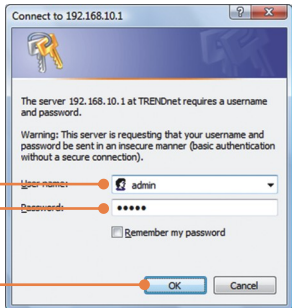 Connect to 192.168.10.1
The server 192.168.10.1 at TRENDnet requires a username
and password.
Warning: This server is requesting that your username and
password be sent in an insecure manner (basic authentication
without a secure connection).
User name:
admin
Password:
•••••
Remember my password
OK
Cancel